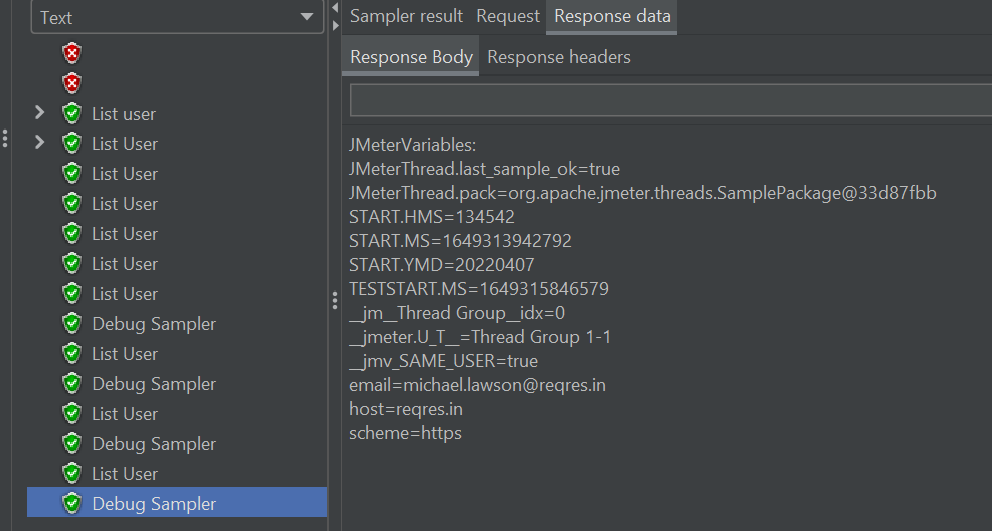 Text
Sampler result Request Response data
Response Body Response headers
List user
List User
List User
List User
List User
List User
List User
Debug Sampler
List User
Debug Sampler
List User
Debug Sampler
List User
Debug Sampler
JMeterVariables:
JMeterThread.last_sample_ok=true
JMeterThread.pack=org.apache.jmeter.threads.SamplePackage@33d87fbb
START.HMS=134542
START.MS=1649313942792
START.YMD=20220407
TESTSTART.MS=1649315846579
__jm__Thread Group__idx=0
__jmeter.U_T__=Thread Group 1-1
__jmv_SAME_USER=true
email=michael.lawson@reqres.in
host=reqres.in
scheme=https